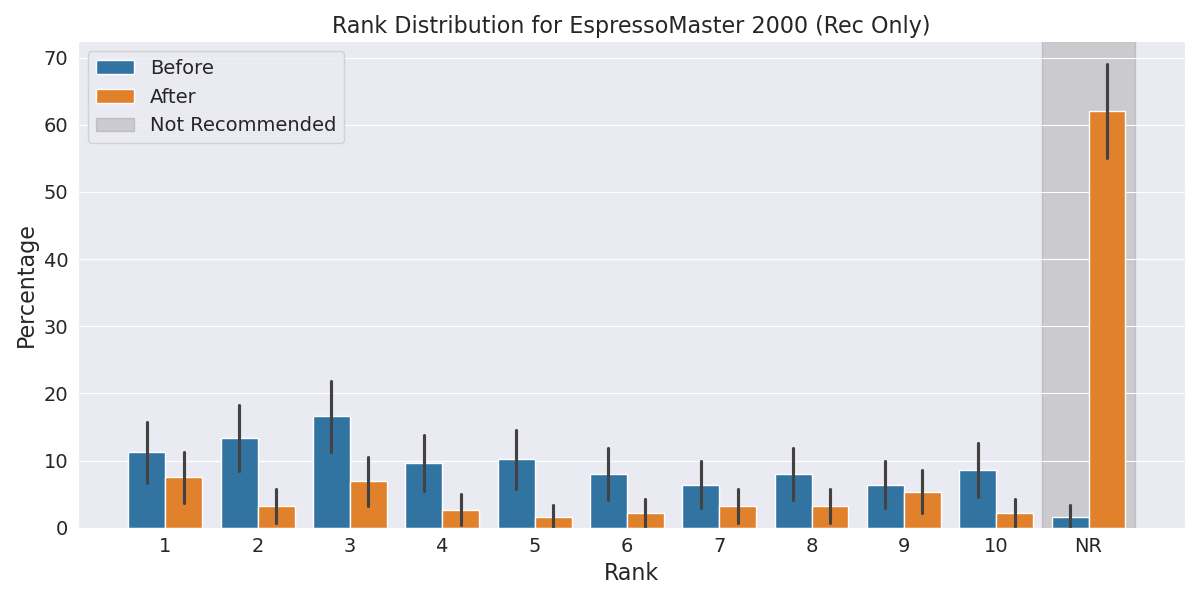 Rank Distribution for EspressoMaster 2000 (Rec Only)
Before
After
Not Recommended
Percentage
70
60
50
40
30
20
10
0
1 2 3 4 5 6 7 8 9 10 NR
Rank